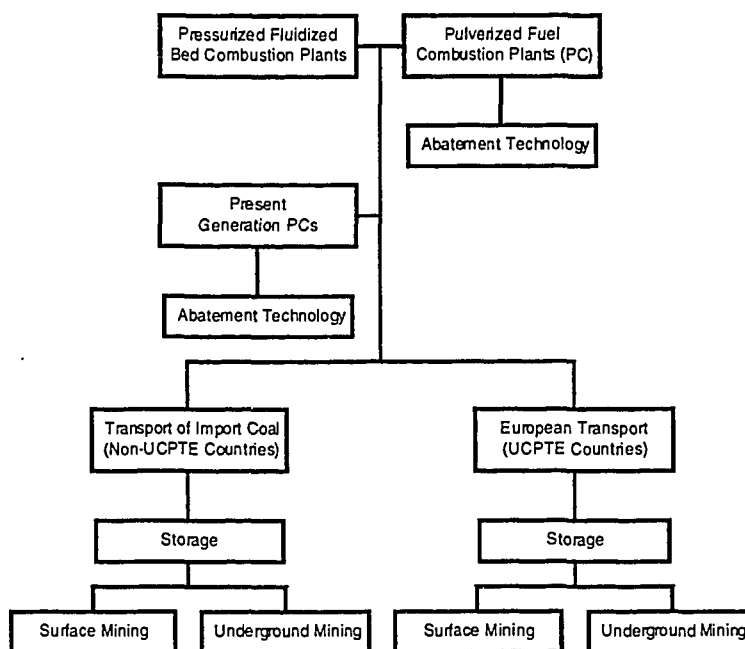 Pressurized Fluidized
Bed Combustion Plants
Pulverized Fuel
Combustion Plants (PC)
Abatement Technology
Present
Generation PCs
Abatement Technology
Transport of Import Coal
(Non-UCPTE Countries)
European Transport
(UCPTE Countries)
Storage
Storage
Surface Mining
Underground Mining
Surface Mining
Underground Mining